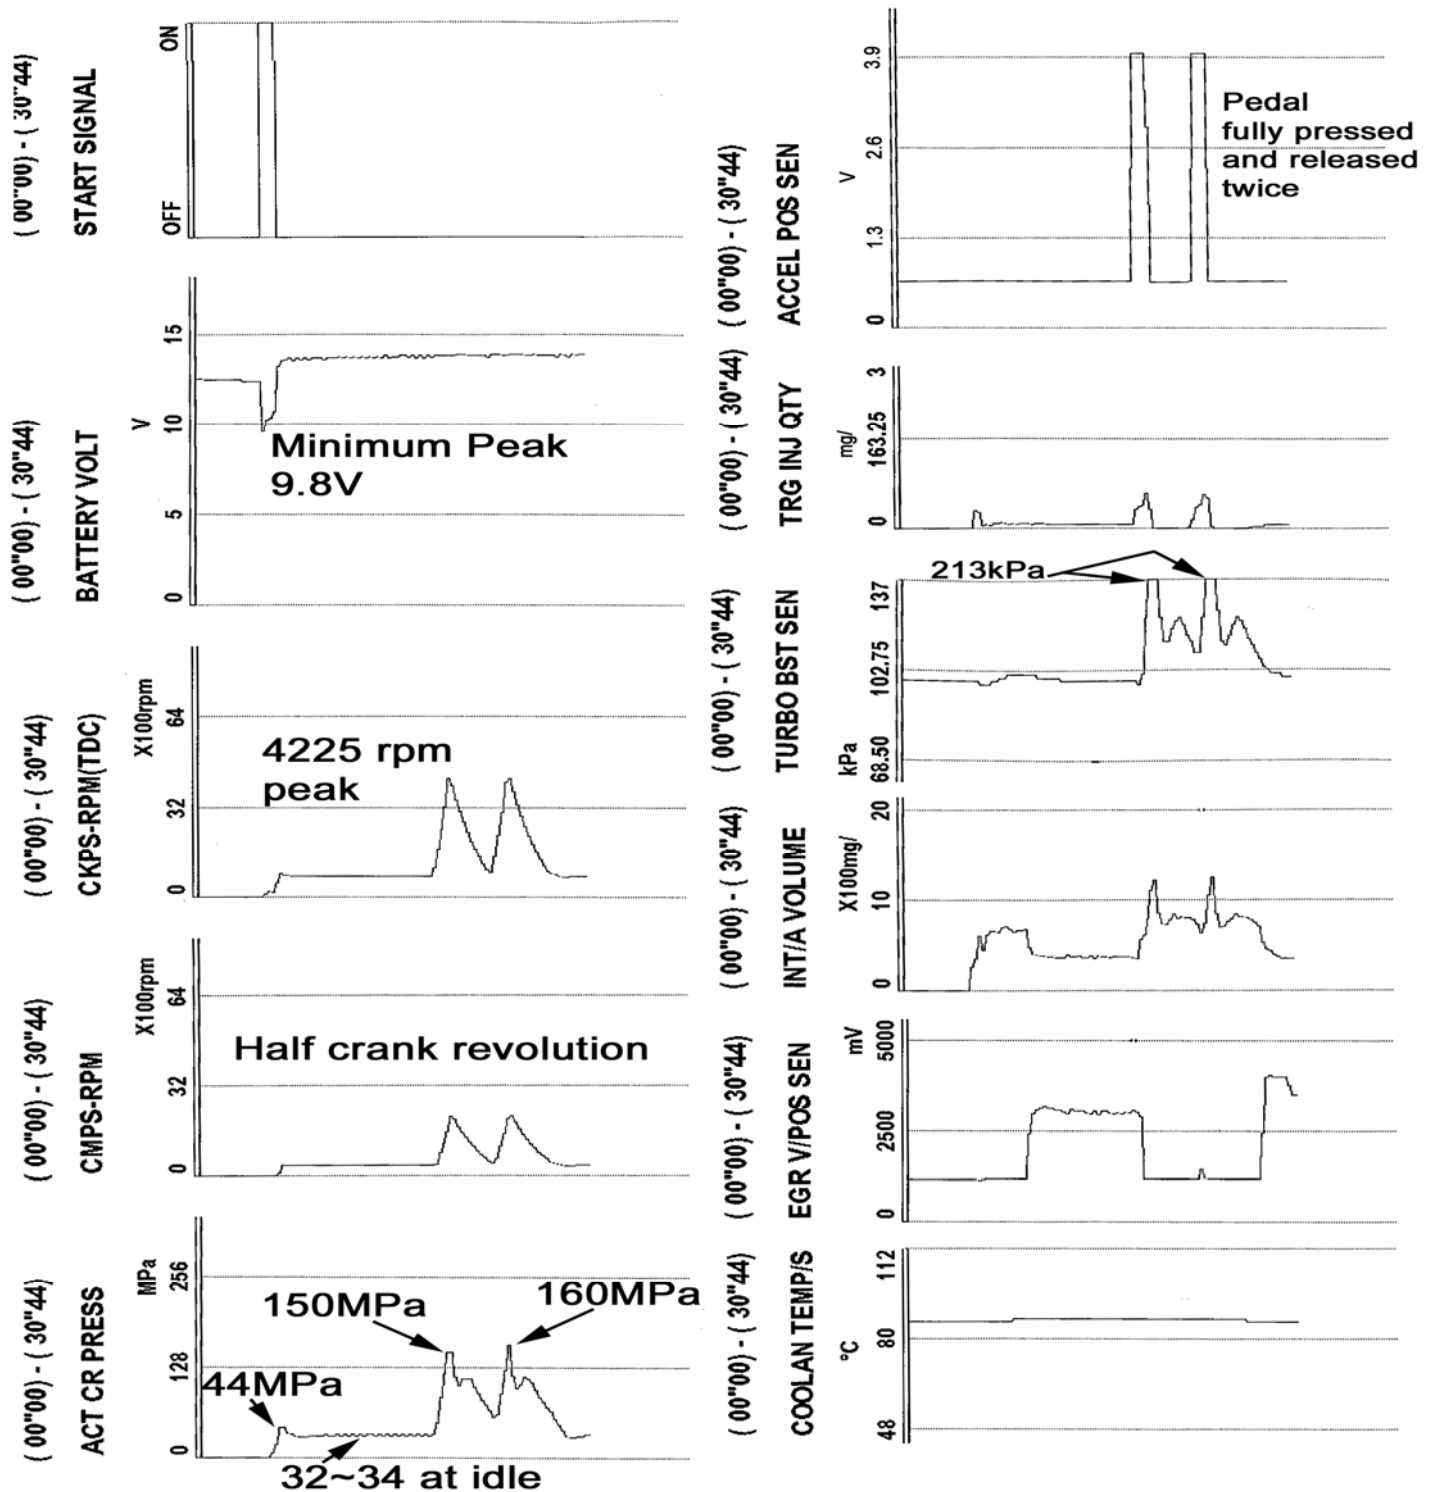 ( 00"00) - ( 30"44)
START SIGNAL
ON
OFF
( 00"00) - ( 30"44)
BATTERY VOLT
V
15
10
5
0
Minimum Peak
9.8V
( 00"00) - ( 30"44)
CKPS-RPM(TDC)
X100rpm
64
32
0
4225 rpm
peak
( 00"00) - ( 30"44)
CMPS-RPM
X100rpm
64
32
0
Half crank revolution
( 00"00) - ( 30"44)
ACT CR PRESS
MPa
256
128
0
150MPa
160MPa
44MPa
32~34 at idle
( 00"00) - ( 30"44)
ACCEL POS SEN
V
3.9
2.6
1.3
0
Pedal
fully pressed
and released
twice
( 00"00) - ( 30"44)
TRG INJ QTY
mg/
3
163.25
0
( 00"00) - ( 30"44)
TURBO BST SEN
kPa
137
102.75
68.50
213kPa
( 00"00) - ( 30"44)
INT/A VOLUME
X100mg/
20
10
0
( 00"00) - ( 30"44)
EGR V/POS SEN
mV
5000
2500
0
( 00"00) - ( 30"44)
COOLAN TEMP/S
ºC
112
80
48